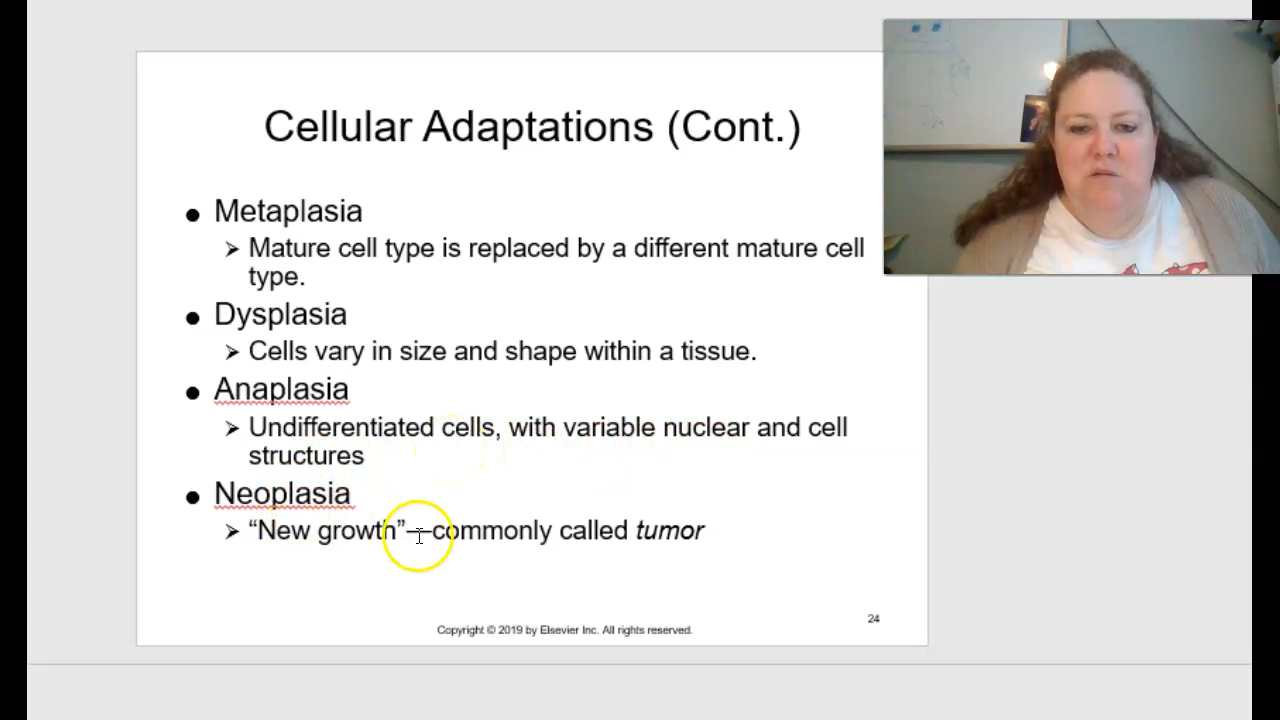 Cellular Adaptations (Cont.)
● Metaplasia
➢ Mature cell type is replaced by a different mature cell
type.
● Dysplasia
➢ Cells vary in size and shape within a tissue.
● Anaplasia
➢ Undifferentiated cells, with variable nuclear and cell
structures
● Neoplasia
➢ “New growth”—commonly called tumor
24
Copyright © 2019 by Elsevier Inc. All rights reserved.